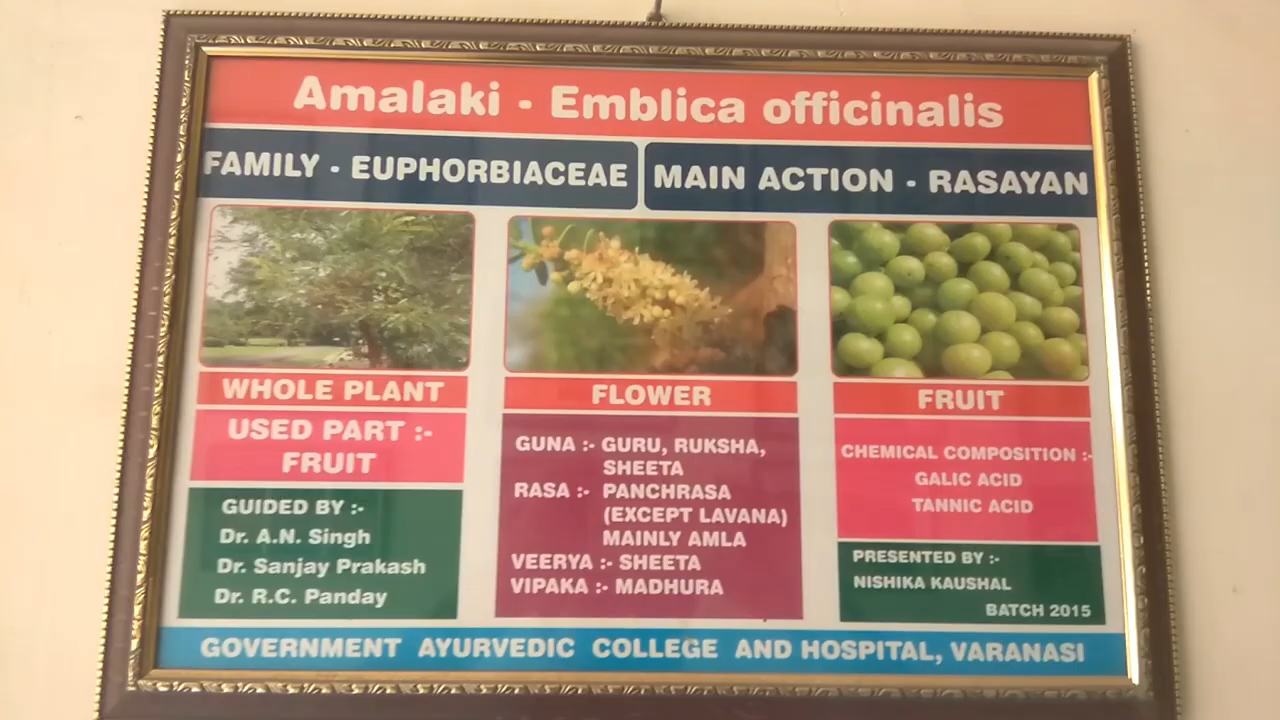 Amalaki - Emblica officinalis
FAMILY - EUPHORBIACEAE
MAIN ACTION - RASAYAN
WHOLE PLANT
USED PART :-
FRUIT
GUIDED BY :-
Dr. A.N. Singh
Dr. Sanjay Prakash
Dr. R.C. Panday
FLOWER
GUNA :- GURU, RUKSHA,
SHEETA
RASA :- PANCHRASA
(EXCEPT LAVANA)
MAINLY AMLA
VEERYA :- SHEETA
VIPAKA :- MADHURA
FRUIT
CHEMICAL COMPOSITION :-
GALIC ACID
TANNIC ACID
PRESENTED BY :-
NISHIKA KAUSHAL
BATCH 2015
GOVERNMENT AYURVEDIC COLLEGE AND HOSPITAL, VARANASI